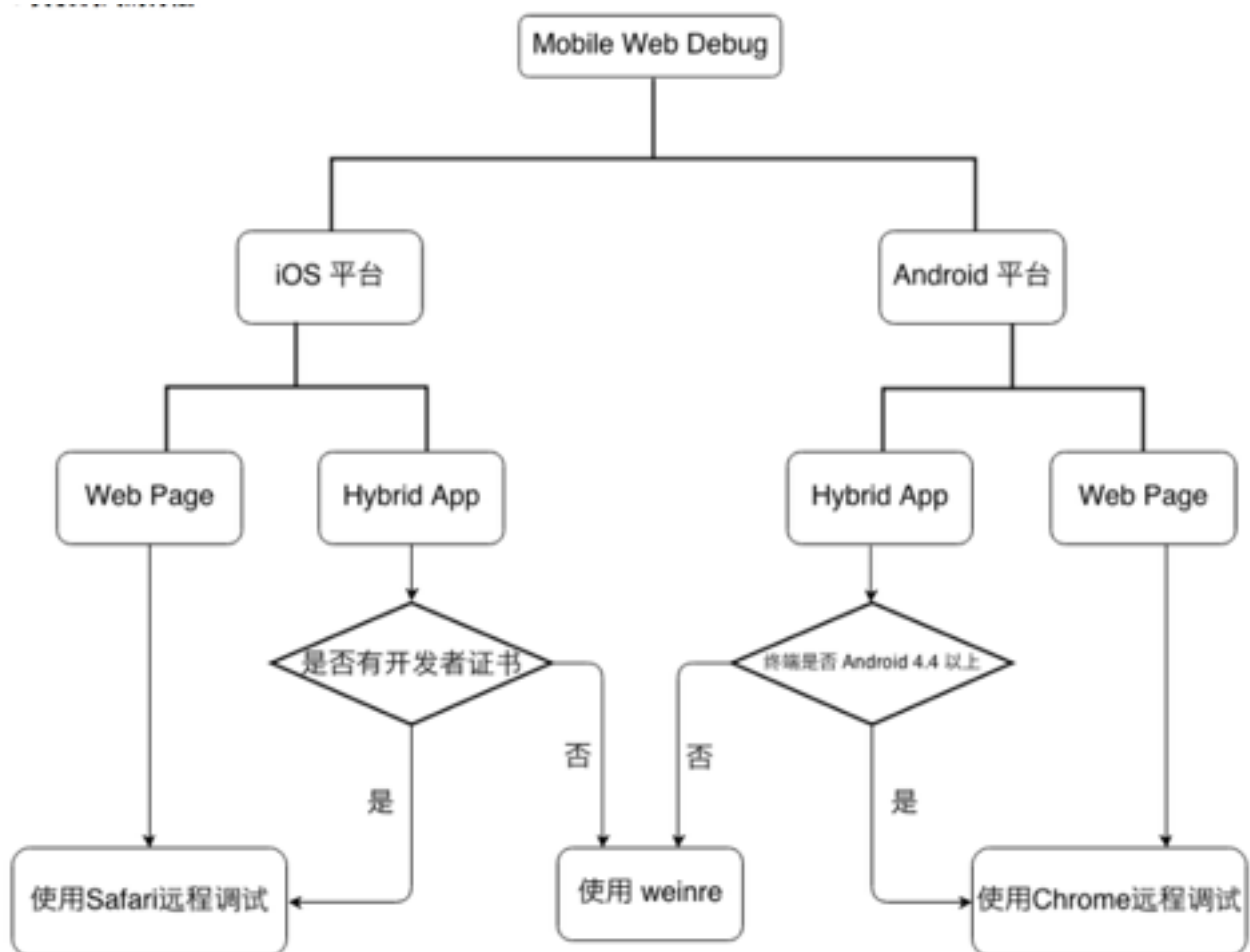 Mobile Web Debug
iOS 平台
Android 平台
Web Page
Hybrid App
Hybrid App
Web Page
是否有开发者证书
终端是否 Android 4.4 以上
否
否
是
是
使用Safari远程调试
使用 weinre
使用Chrome远程调试